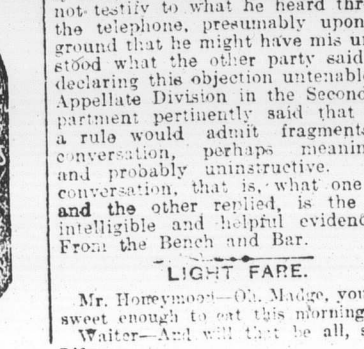 not testify to what he heard thr
the telephone, presumably upon
ground that he might have mis un
stood what the other party said
declaring this objection untenabl
Appellate Division in the Second
partment pertinently said that
a rule would admit fragments
conversation, perhaps meanin
and probably uninstructive.
conversation, that is, what one
and the other replied, is the
intelligible and helpful evidenc
From the Bench and Bar.
LIGHT FARE.
Mr. Honeymoon—Oh, Madge, you
sweet enough to eat this morning
Waiter—And will that be all, s